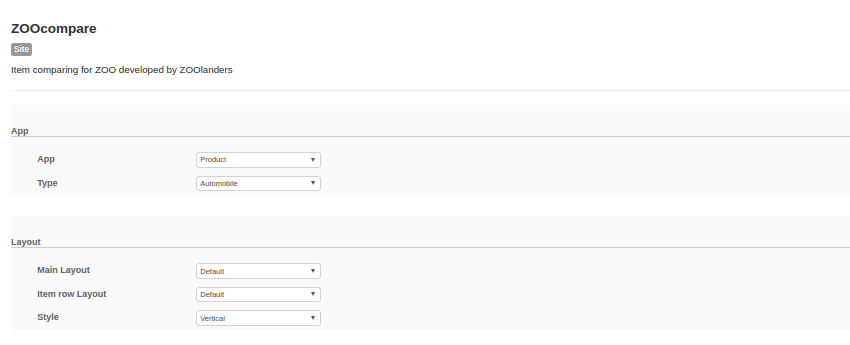 ZOOcompare
Site
Item comparing for ZOO developed by ZOOlanders
App
App Product
Type Automobile
Layout
Main Layout Default
Item row Layout Default
Style Vertical